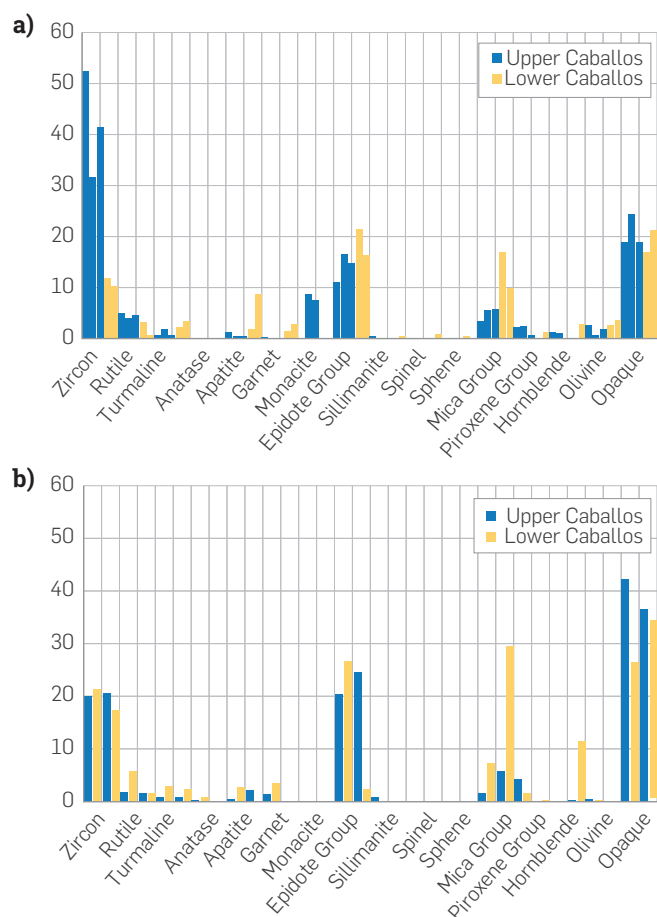 a)
60
50
40
30
20
10
0
Upper Caballos
Lower Caballos
Zircon
Rutile
Turmaline
Anatase
Apatite
Garnet
Monacite
Epidote Group
Sillimanite
Spinel
Sphene
Mica Group
Piroxene Group
Hornblende
Olivine
Opaque
b)
60
50
40
30
20
10
0
Upper Caballos
Lower Caballos
Zircon
Rutile
Turmaline
Anatase
Apatite
Garnet
Monacite
Epidote Group
Sillimanite
Spinel
Sphene
Mica Group
Piroxene Group
Hornblende
Olivine
Opaque